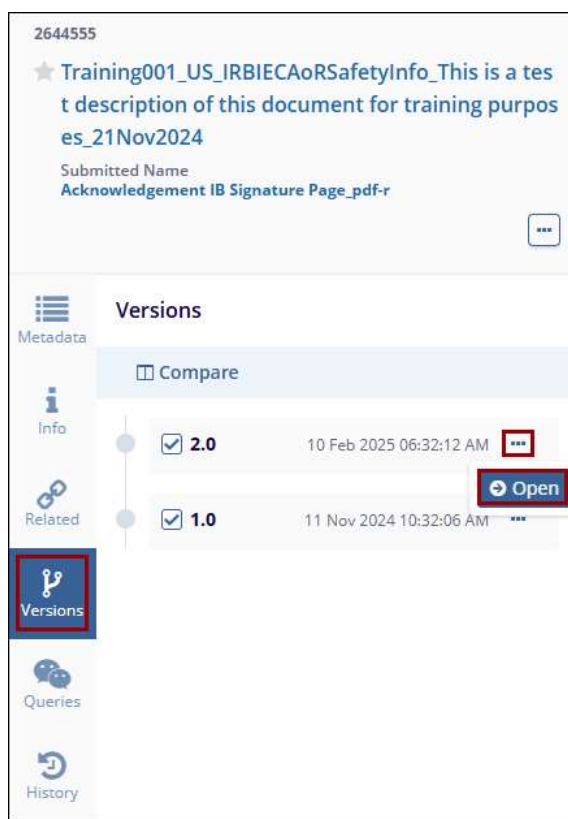 2644555
Training001_US_IRBIECAoRSafetyInfo_This is a tes
t description of this document for training purpos
es_21Nov2024
Submitted Name
Acknowledgement IB Signature Page_pdf-r
Metadata
Versions
Compare
Info
2.0 10 Feb 2025 06:32:12 AM
Open
Related
1.0 11 Nov 2024 10:32:06 AM
Versions
Queries
History